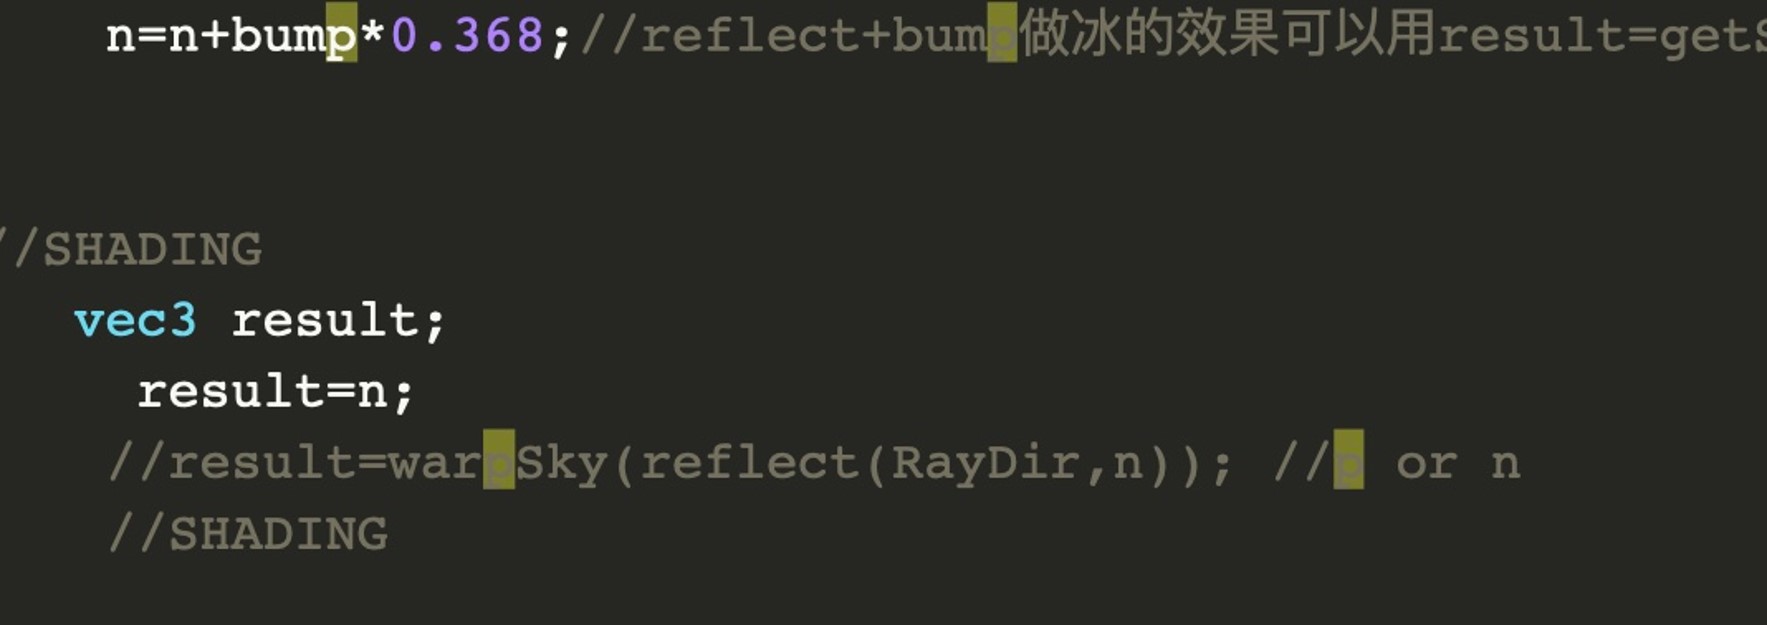 n=n+bump*0.368;//reflect+bump做冰的效果可以用result=getS
//SHADING
vec3 result;
result=n;
//result=warpSky(reflect(RayDir,n)); //p or n
//SHADING